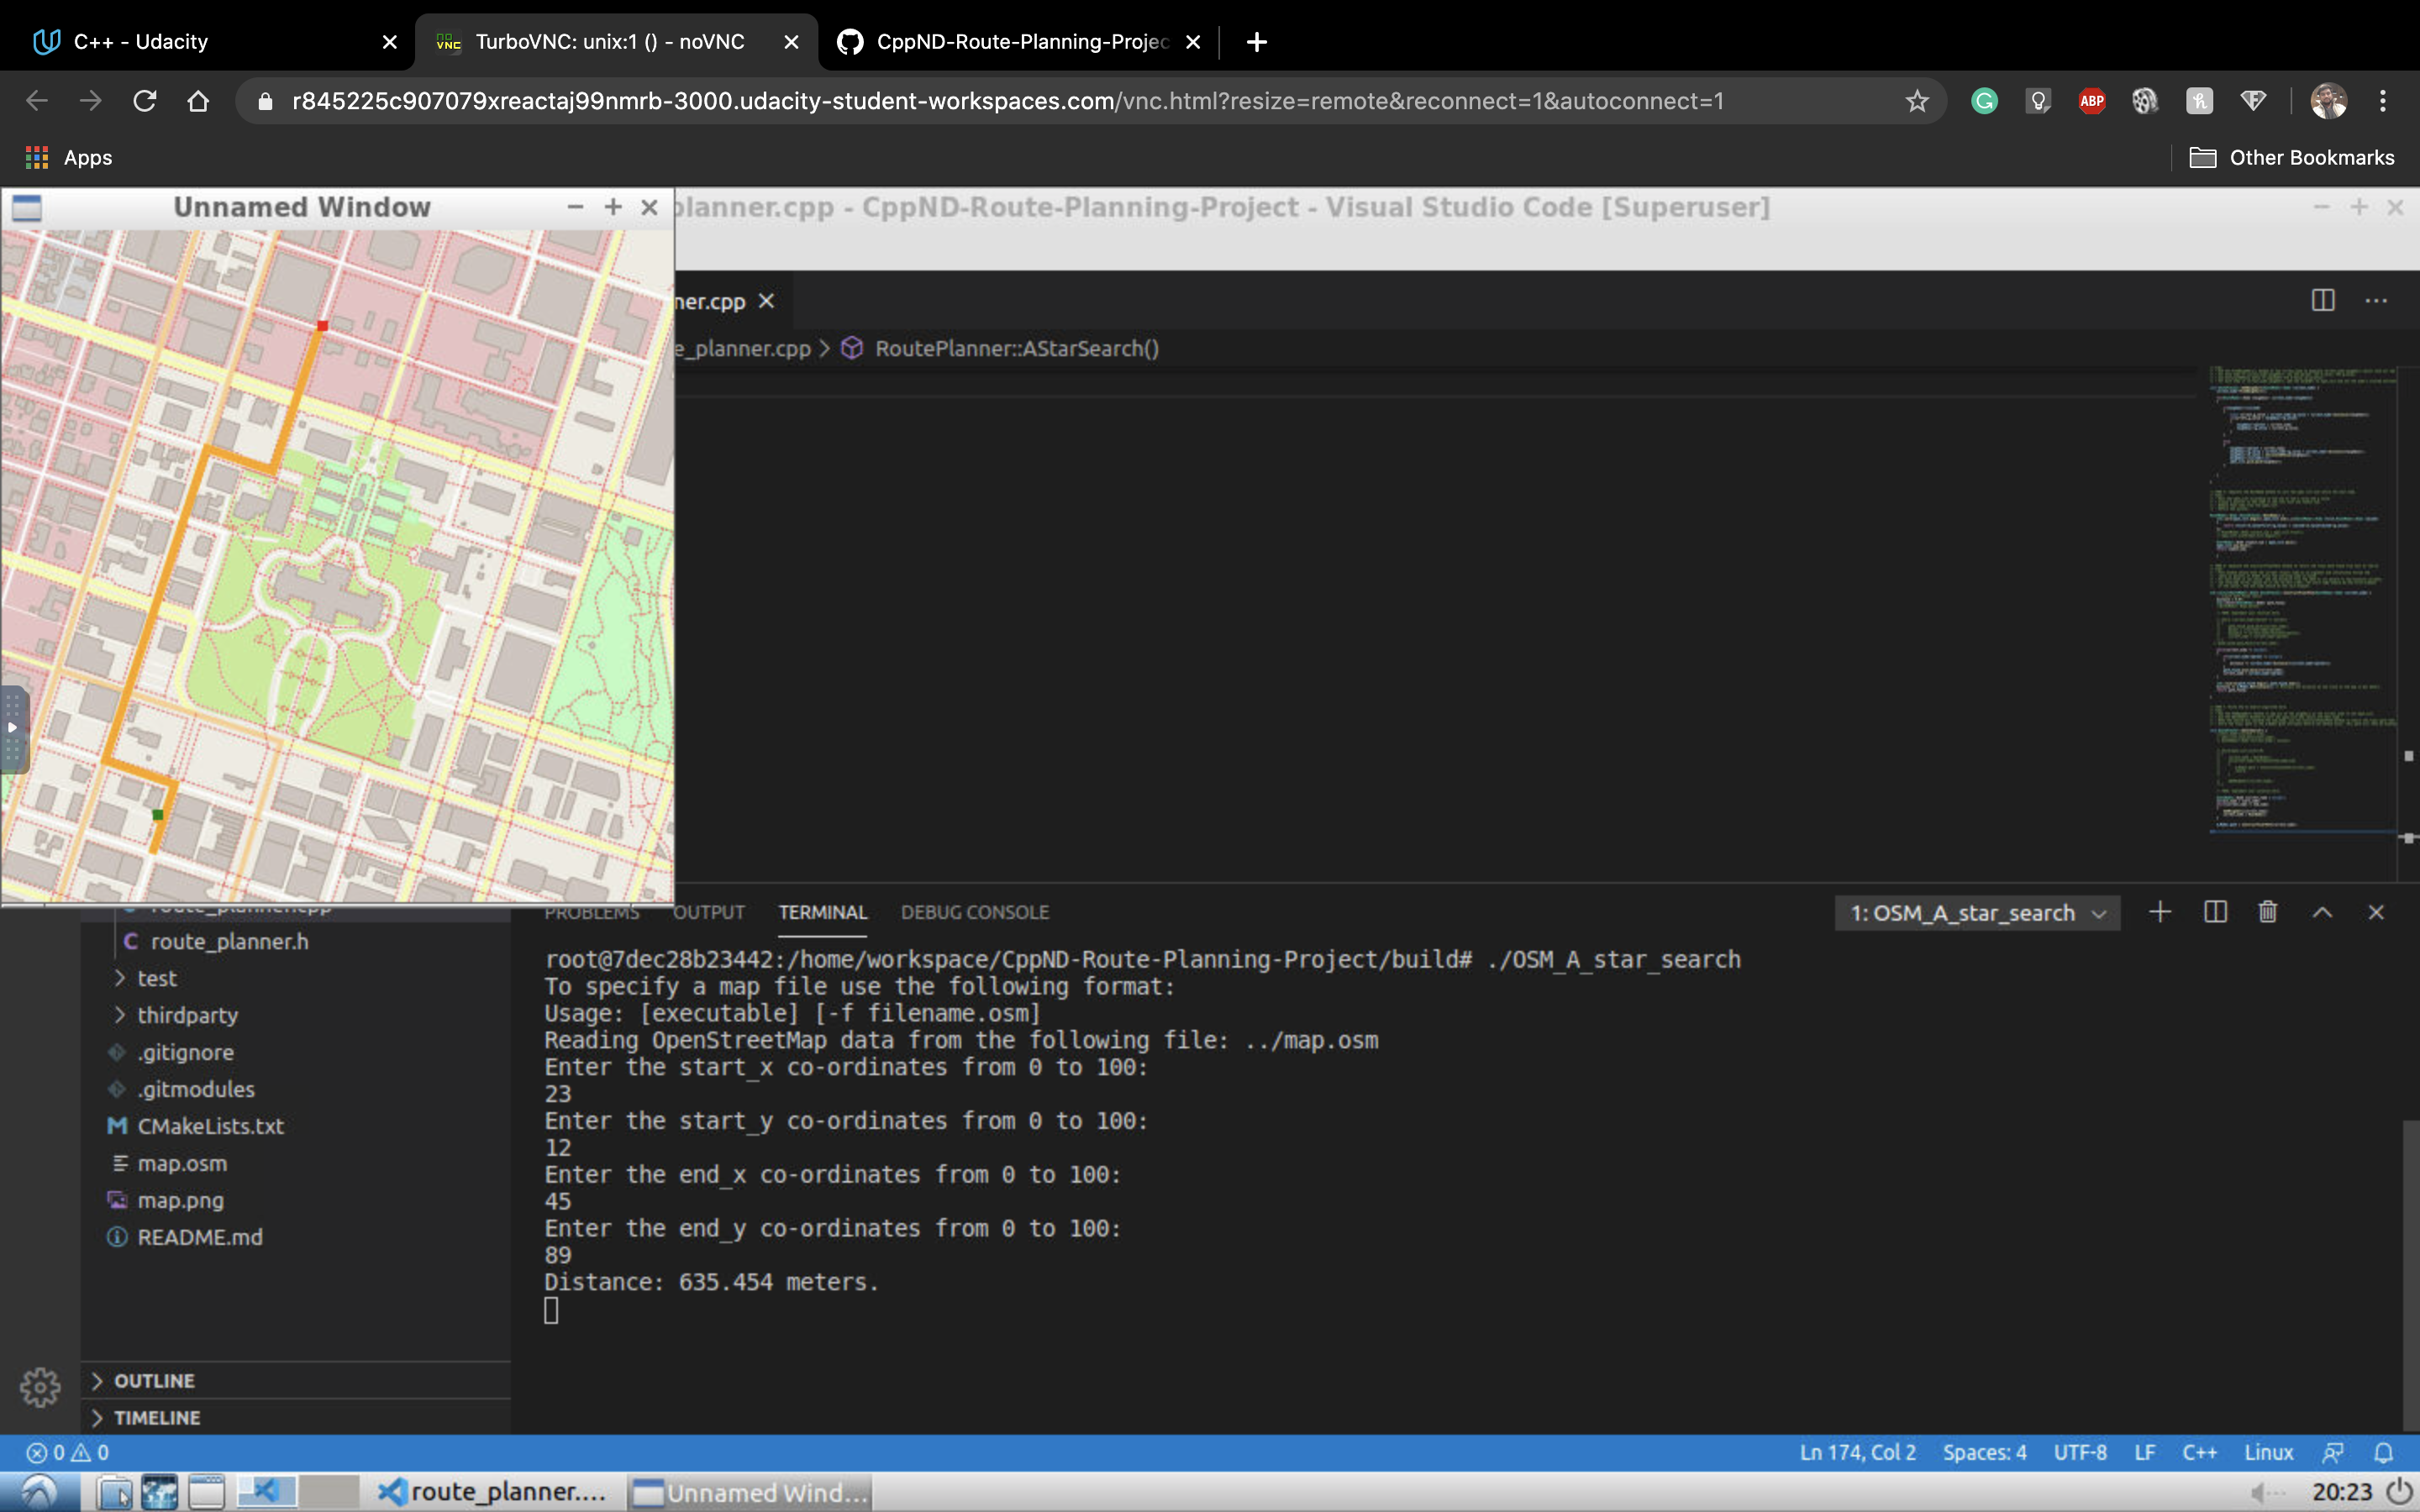 C++ - Udacity
TurboVNC: unix:1 () - noVNC
CppND-Route-Planning-Projec
r845225c907079xreactaj99nmrb-3000.udacity-student-workspaces.com/vnc.html?resize=remote&reconnect=1&autoconnect=1
ABP
Apps
Other Bookmarks
Unnamed Window
planner.cpp - CppND-Route-Planning-Project - Visual Studio Code [Superuser]
ner.cpp
e_planner.cpp > RoutePlanner::AStarSearch()
route_planner.cpp
PROBLEMS OUTPUT TERMINAL DEBUG CONSOLE
1: OSM_A_star_search
C route_planner.h
test
thirdparty
.gitignore
.gitmodules
M CMakeLists.txt
map.osm
map.png
README.md
root@7dec28b23442:/home/workspace/CppND-Route-Planning-Project/build# ./OSM_A_star_search
To specify a map file use the following format:
Usage: [executable] [-f filename.osm]
Reading OpenStreetMap data from the following file: ../map.osm
Enter the start_x co-ordinates from 0 to 100:
23
Enter the start_y co-ordinates from 0 to 100:
12
Enter the end_x co-ordinates from 0 to 100:
45
Enter the end_y co-ordinates from 0 to 100:
89
Distance: 635.454 meters.
OUTLINE
TIMELINE
0 0
Ln 174, Col 2 Spaces: 4 UTF-8 LF C++ Linux
route_planner....
Unnamed Wind...
20:23